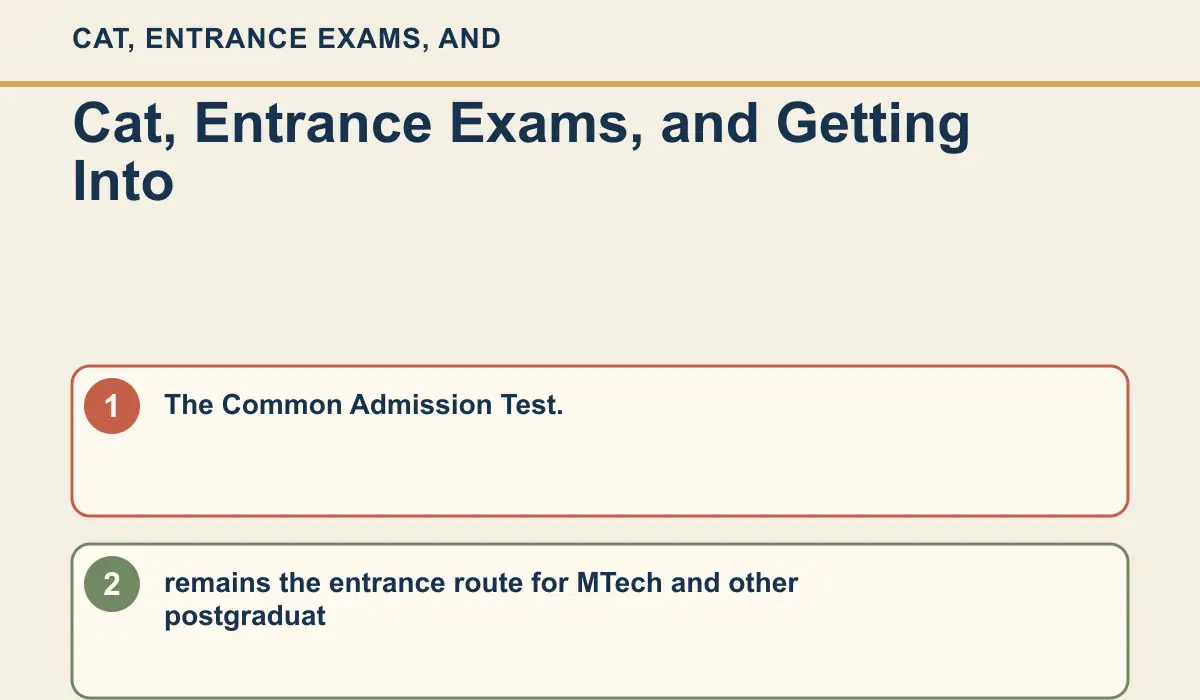 CAT, ENTRANCE EXAMS, AND
Cat, Entrance Exams, and Getting
Into
1
The Common Admission Test.
2
remains the entrance route for MTech and other
postgraduat